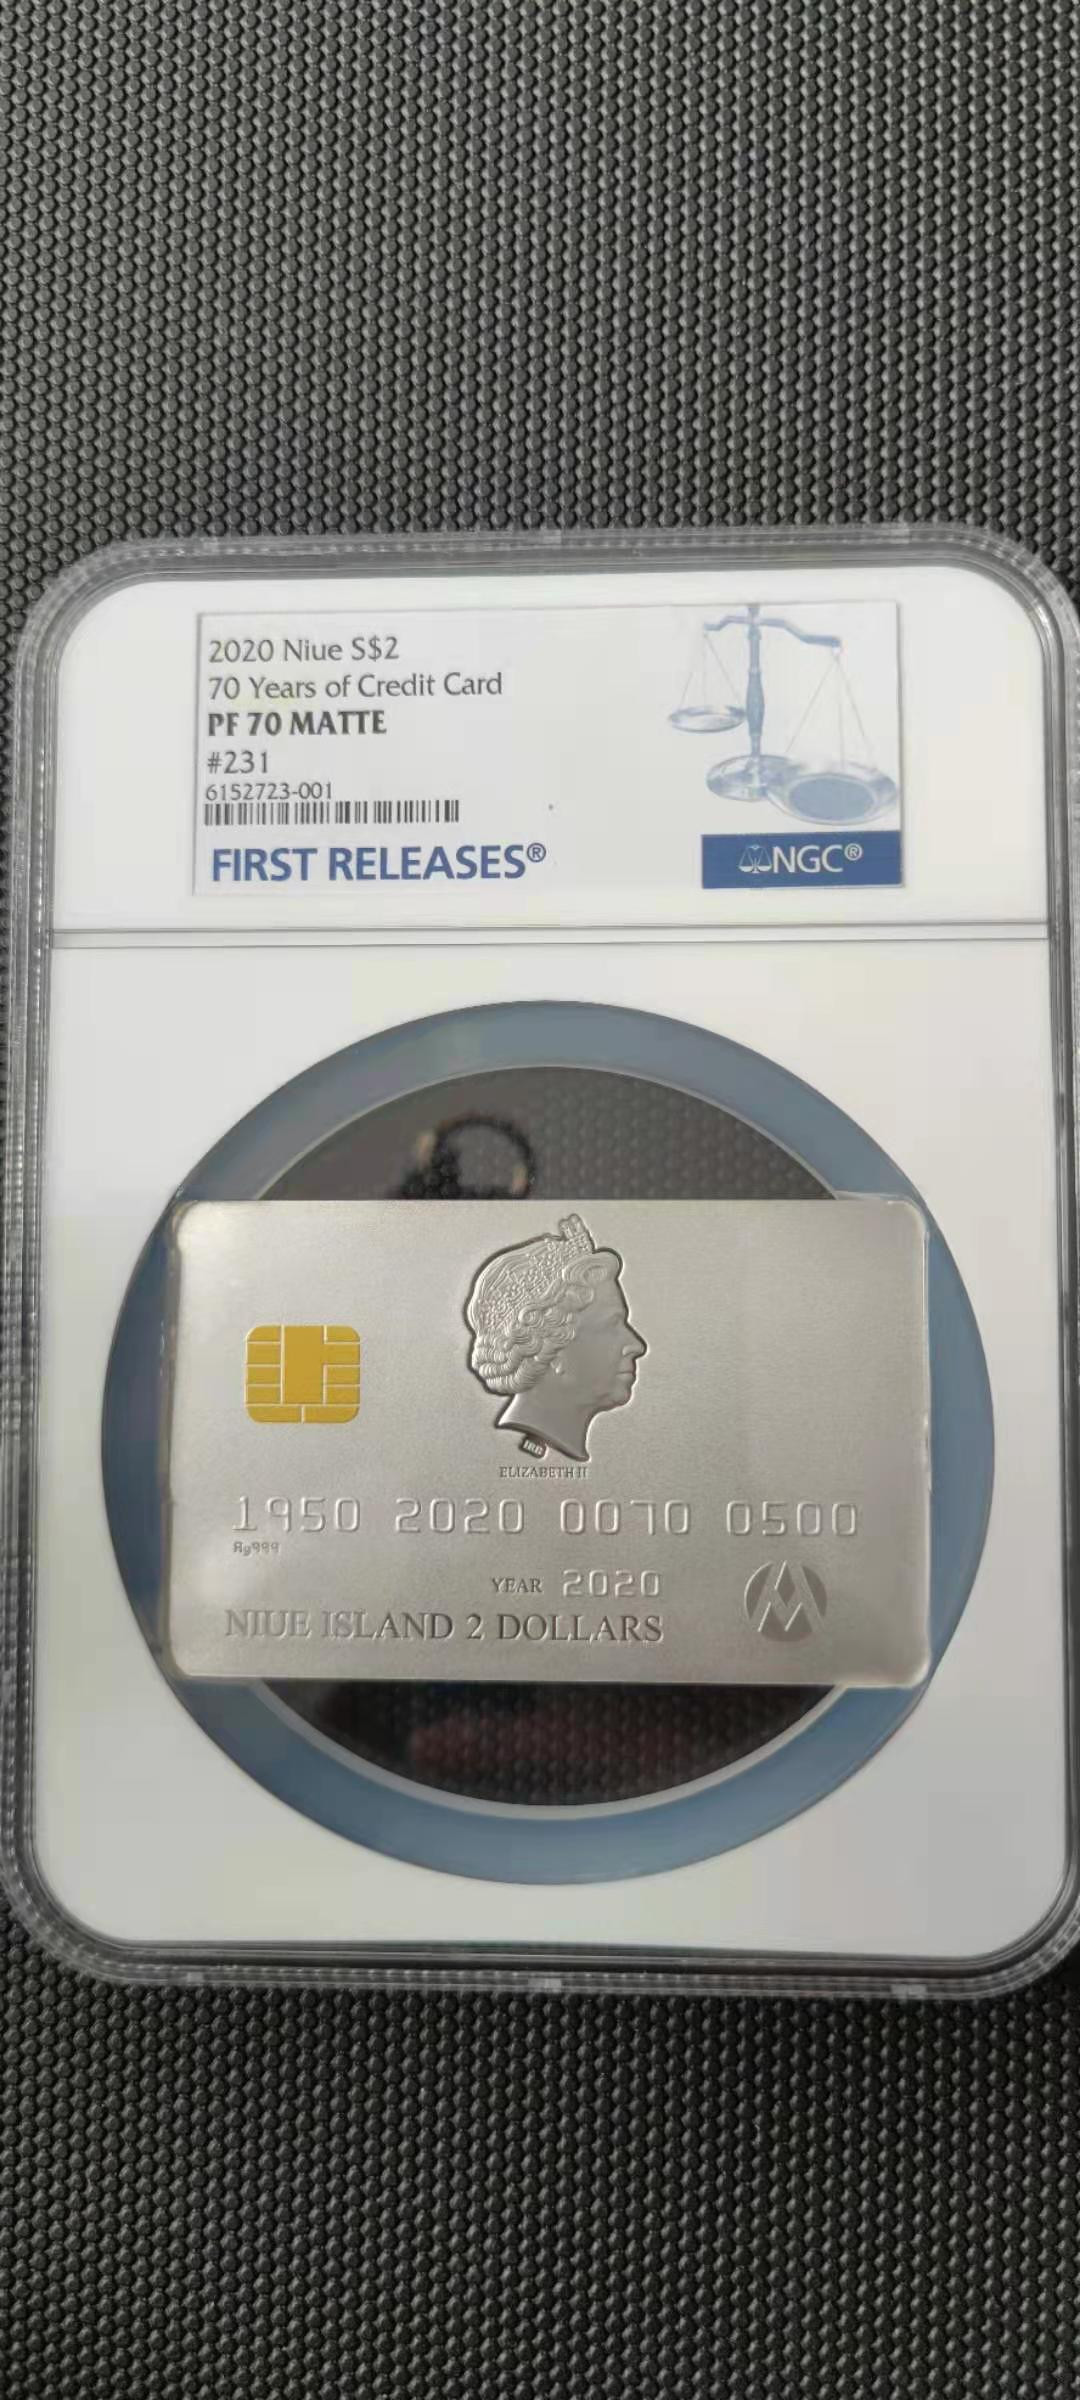 2020 Niue S$2
70 Years of Credit Card
PF 70 MATTE
#231
6152723-001
FIRST RELEASES®
NGC®
IRB
ELIZABETH II
1950 2020 0070 0500
Ag999
YEAR 2020
NIUE ISLAND 2 DOLLARS